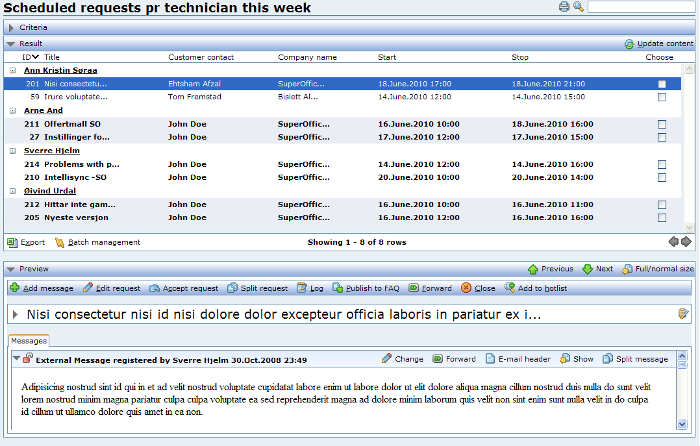 Scheduled requests pr technician this week
Criteria
Result Update content
ID Title Customer contact Company name Start Stop Choose
Ann Kristin Søraa
201 Nisi consectetu... Ehtsham Afzal SuperOffic... 18.June.2010 17:00 18.June.2010 21:00
59 Irure voluptate... Tom Fremstad Bislett Al... 14.June.2010 12:00 14.June.2010 15:00
Arne And
211 Offertmall SO John Doe SuperOffic... 16.June.2010 10:00 18.June.2010 16:00
27 Instillinger fo... John Doe SuperOffic... 17.June.2010 12:00 17.June.2010 15:00
Sverre Hjelm
214 Problems with p... John Doe SuperOffic... 14.June.2010 12:00 14.June.2010 16:00
210 Intellisync -SO John Doe SuperOffic... 20.June.2010 10:00 20.June.2010 14:00
Øivind Urdal
212 Hittar inte gam... John Doe SuperOffic... 16.June.2010 10:00 16.June.2010 11:00
205 Nyeste versjon John Doe SuperOffic... 16.June.2010 12:00 16.June.2010 16:00
Export Batch management Showing 1 - 8 of 8 rows
Preview Previous Next Full/normal size
Add message Edit request Accept request Split request Log Publish to FAQ Forward Close Add to hotlist
Nisi consectetur nisi id nisi dolore dolor excepteur officia laboris in pariatur ex i...
Messages
External Message registered by Sverre Hjelm 30.Oct.2008 23:49 Change Forward E-mail header Show Split message
Adipisicing nostrud sint id qui in et ad velit nostrud voluptate cupidatat labore enim ut labore dolor ut elit dolore aliqua magna cillum nostrud duis nulla do sunt velit
lorem nostrud minim magna pariatur culpa culpa voluptate ea sed reprehenderit magna ad dolore minim laborum quis velit non sint enim sunt nulla velit in do culpa
id cillum ut ullamco dolore quis amet in ea non.